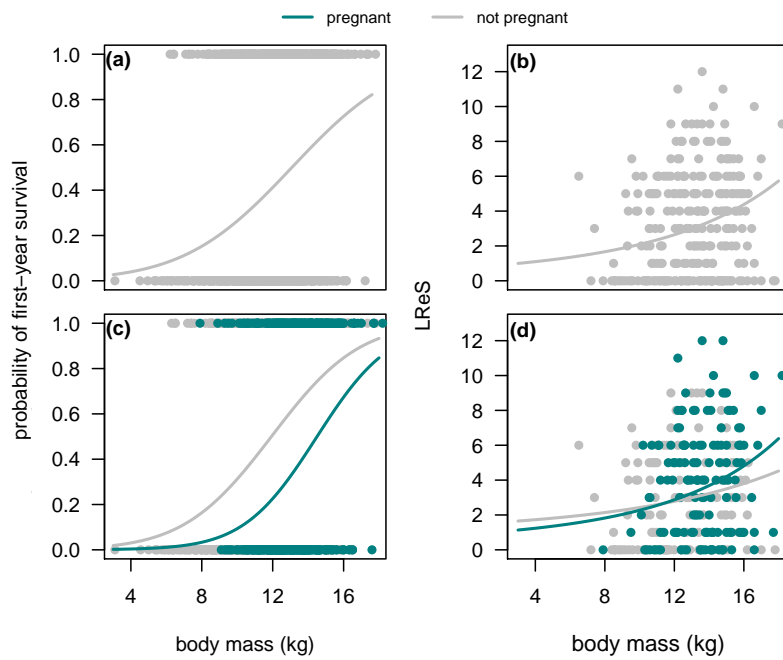 pregnant not pregnant
(a)
1.0
0.8
0.6
0.4
0.2
0.0
(b)
12
10
8
6
4
2
0
(c)
1.0
0.8
0.6
0.4
0.2
0.0
4 8 12 16
(d)
12
10
8
6
4
2
0
4 8 12 16
probability of first−year survival
LReS
body mass (kg)
body mass (kg)